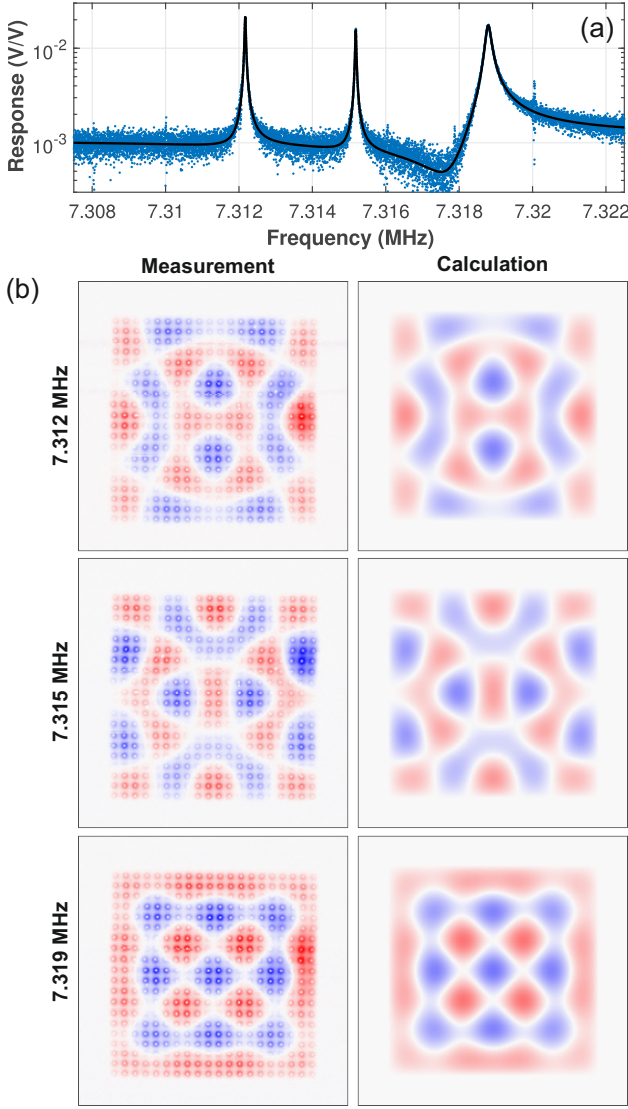 (a)
Response (V/V)
10⁻²
10⁻³
7.308 7.31 7.312 7.314 7.316 7.318 7.32 7.322
Frequency (MHz)
(b)
Measurement Calculation
7.312 MHz
7.315 MHz
7.319 MHz